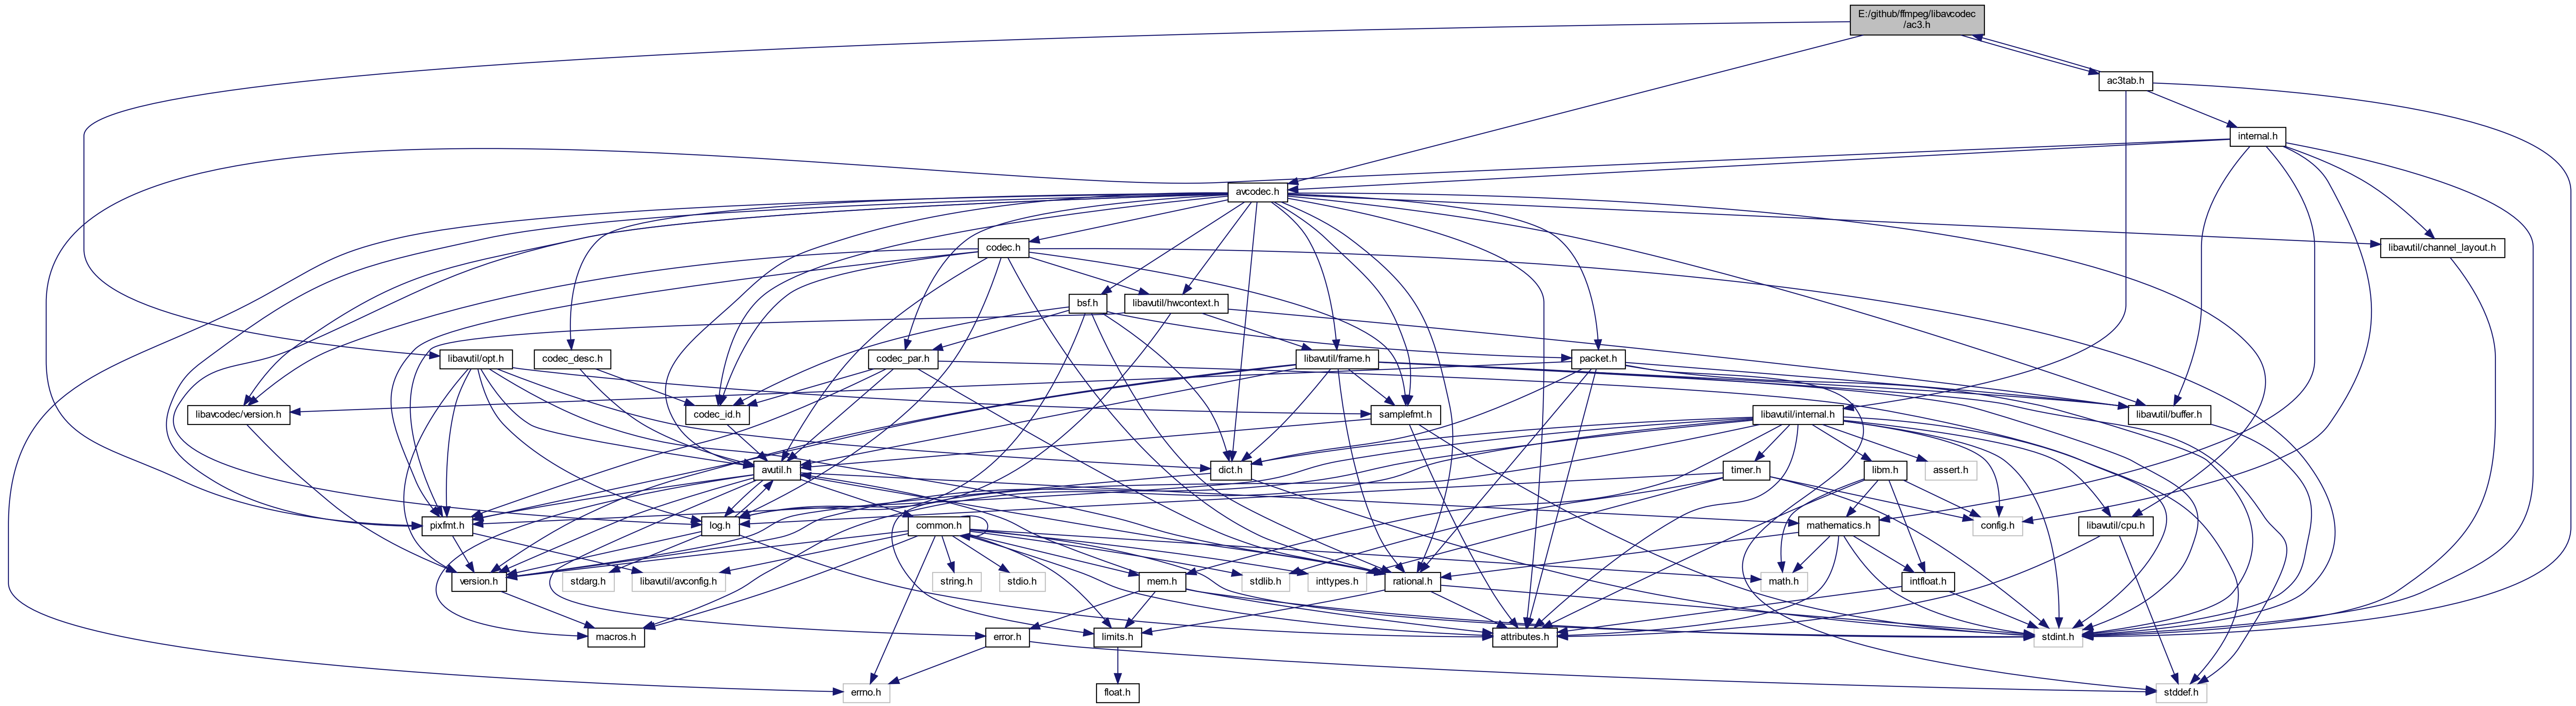 E:/github/ffmpeg/libavcodec
/ac3.h
ac3tab.h
internal.h
avcodec.h
codec.h
libavutil/channel_layout.h
bsf.h
libavutil/hwcontext.h
libavutil/opt.h
codec_desc.h
codec_par.h
libavutil/frame.h
packet.h
libavcodec/version.h
codec_id.h
samplefmt.h
libavutil/internal.h
libavutil/buffer.h
avutil.h
dict.h
timer.h
libm.h
assert.h
pixfmt.h
log.h
common.h
mathematics.h
config.h
libavutil/cpu.h
version.h
stdarg.h
libavutil/avconfig.h
string.h
stdio.h
mem.h
stdlib.h
inttypes.h
rational.h
math.h
intfloat.h
macros.h
error.h
limits.h
attributes.h
stdint.h
errno.h
float.h
stddef.h